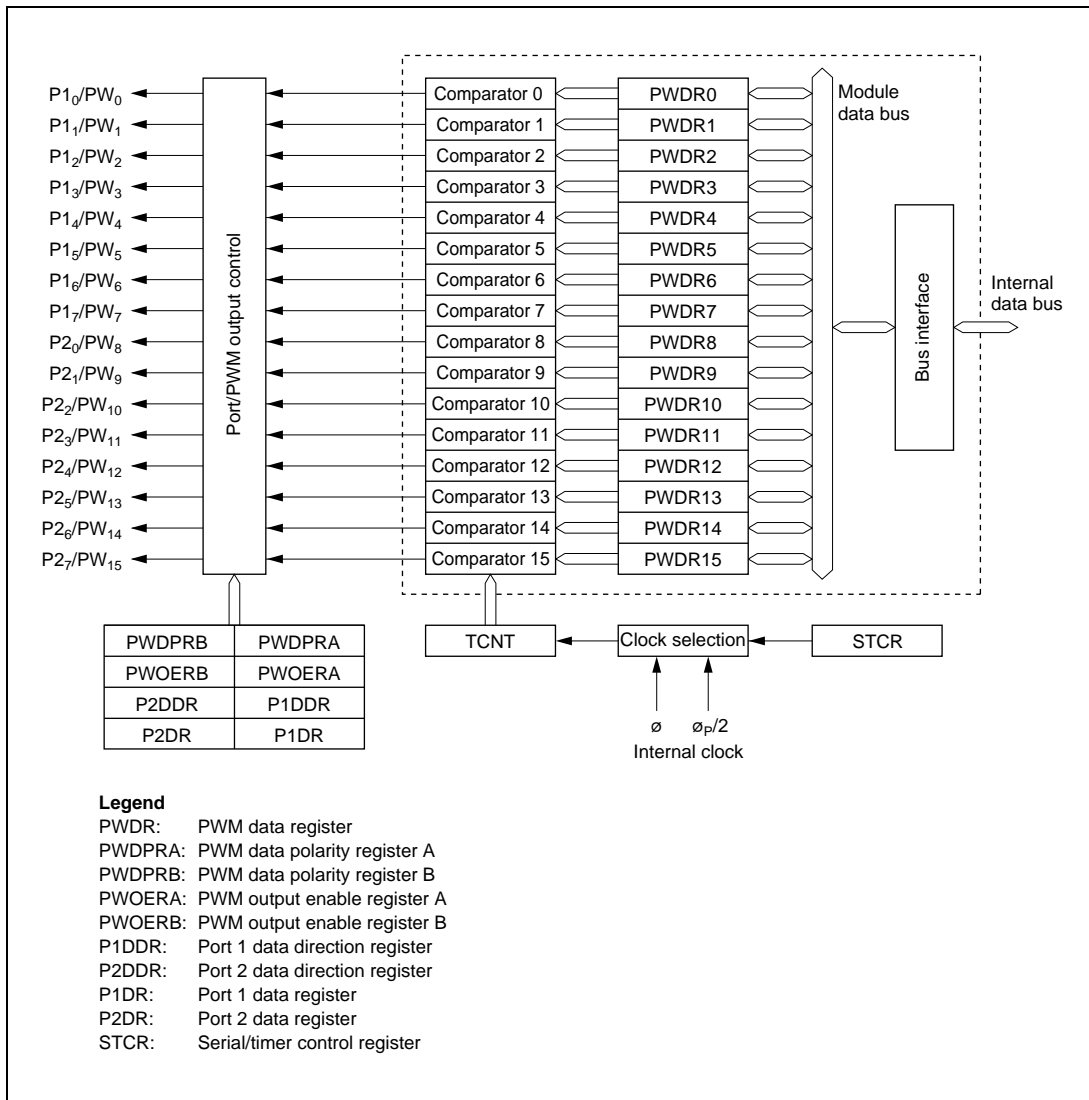 P1₀/PW₀ Comparator 0 PWDR0
P1₁/PW₁ Comparator 1 PWDR1
P1₂/PW₂ Comparator 2 PWDR2
P1₃/PW₃ Comparator 3 PWDR3
P1₄/PW₄ Comparator 4 PWDR4
P1₅/PW₅ Comparator 5 PWDR5
P1₆/PW₆ Comparator 6 PWDR6
P1₇/PW₇ Comparator 7 PWDR7
P2₀/PW₈ Comparator 8 PWDR8
P2₁/PW₉ Comparator 9 PWDR9
P2₂/PW₁₀ Comparator 10 PWDR10
P2₃/PW₁₁ Comparator 11 PWDR11
P2₄/PW₁₂ Comparator 12 PWDR12
P2₅/PW₁₃ Comparator 13 PWDR13
P2₆/PW₁₄ Comparator 14 PWDR14
P2₇/PW₁₅ Comparator 15 PWDR15
Port/PWM output control
Module
data bus
Bus interface
Internal
data bus
PWDPRB PWDPRA
PWOERB PWOERA
P2DDR P1DDR
P2DR P1DR
TCNT Clock selection STCR
ø øP/2
Internal clock
Legend
PWDR: PWM data register
PWDPRA: PWM data polarity register A
PWDPRB: PWM data polarity register B
PWOERA: PWM output enable register A
PWOERB: PWM output enable register B
P1DDR: Port 1 data direction register
P2DDR: Port 2 data direction register
P1DR: Port 1 data register
P2DR: Port 2 data register
STCR: Serial/timer control register